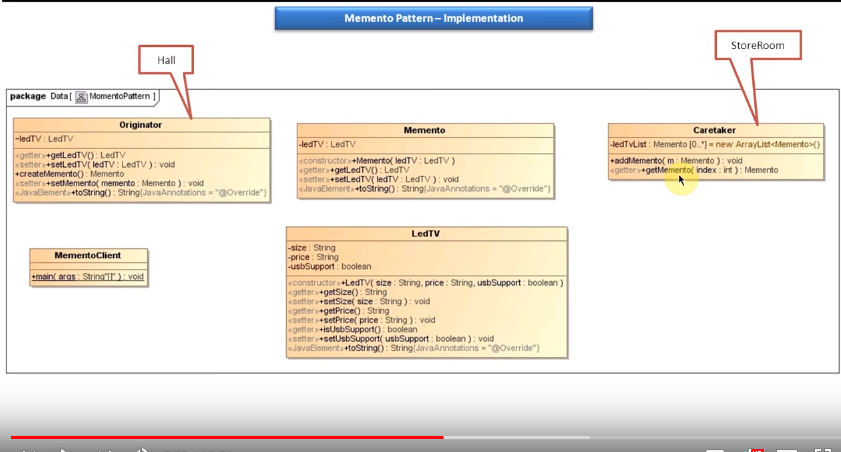 Memento Pattern – Implementation
Hall
StoreRoom
package Data[ MomentoPattern ]
Originator
~ledTV : LedTV
«getter»+getLedTV() : LedTV
«setter»+setLedTV( ledTV : LedTV ) : void
+createMemento() : Memento
«setter»+setMemento( memento : Memento ) : void
«JavaElement»+toString() : String{JavaAnnotations = "@Override"}
Memento
-ledTV : LedTV
«constructor»+Memento( ledTV : LedTV )
«getter»+getLedTV() : LedTV
«setter»+setLedTV( ledTV : LedTV ) : void
«JavaElement»+toString() : String{JavaAnnotations = "@Override"}
Caretaker
-ledTvList : Memento [0..*] = new ArrayList<Memento>()
+addMemento( m : Memento ) : void
«getter»+getMemento( index : int ) : Memento
MementoClient
+main( args : String"[]" ) : void
LedTV
-size : String
-price : String
-usbSupport : boolean
«constructor»+LedTV( size : String, price : String, usbSupport : boolean )
«getter»+getSize() : String
«setter»+setSize( size : String ) : void
«getter»+getPrice() : String
«setter»+setPrice( price : String ) : void
«getter»+isUsbSupport() : boolean
«setter»+setUsbSupport( usbSupport : boolean ) : void
«JavaElement»+toString() : String{JavaAnnotations = "@Override"}